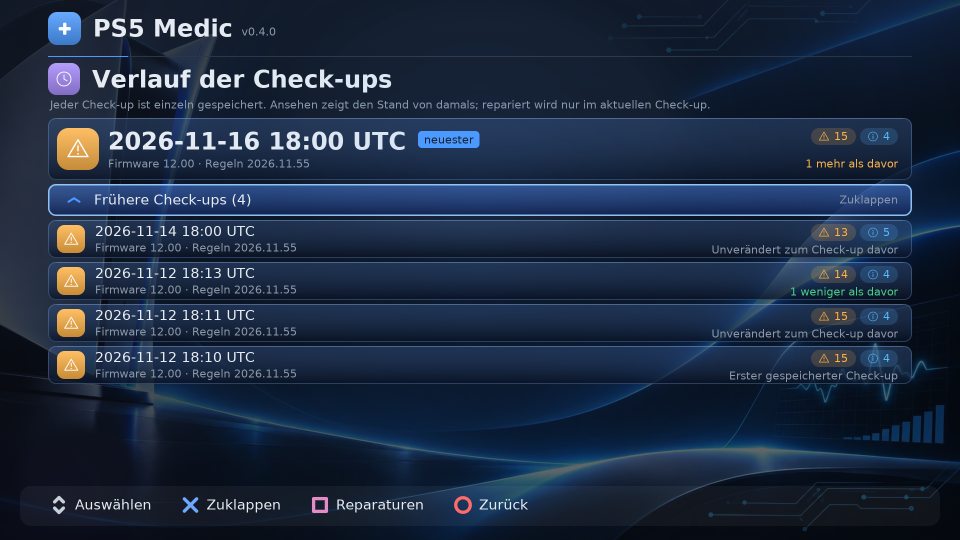 PS5 Medic v0.4.0
Verlauf der Check-ups
Jeder Check-up ist einzeln gespeichert. Ansehen zeigt den Stand von damals; repariert wird nur im aktuellen Check-up.
2026-11-16 18:00 UTC neuester 15 4
Firmware 12.00 · Regeln 2026.11.55 1 mehr als davor
Frühere Check-ups (4) Zuklappen
2026-11-14 18:00 UTC 13 5
Firmware 12.00 · Regeln 2026.11.55 Unverändert zum Check-up davor
2026-11-12 18:13 UTC 14 4
Firmware 12.00 · Regeln 2026.11.55 1 weniger als davor
2026-11-12 18:11 UTC 15 4
Firmware 12.00 · Regeln 2026.11.55 Unverändert zum Check-up davor
2026-11-12 18:10 UTC 15 4
Firmware 12.00 · Regeln 2026.11.55 Erster gespeicherter Check-up
Auswählen Zuklappen Reparaturen Zurück